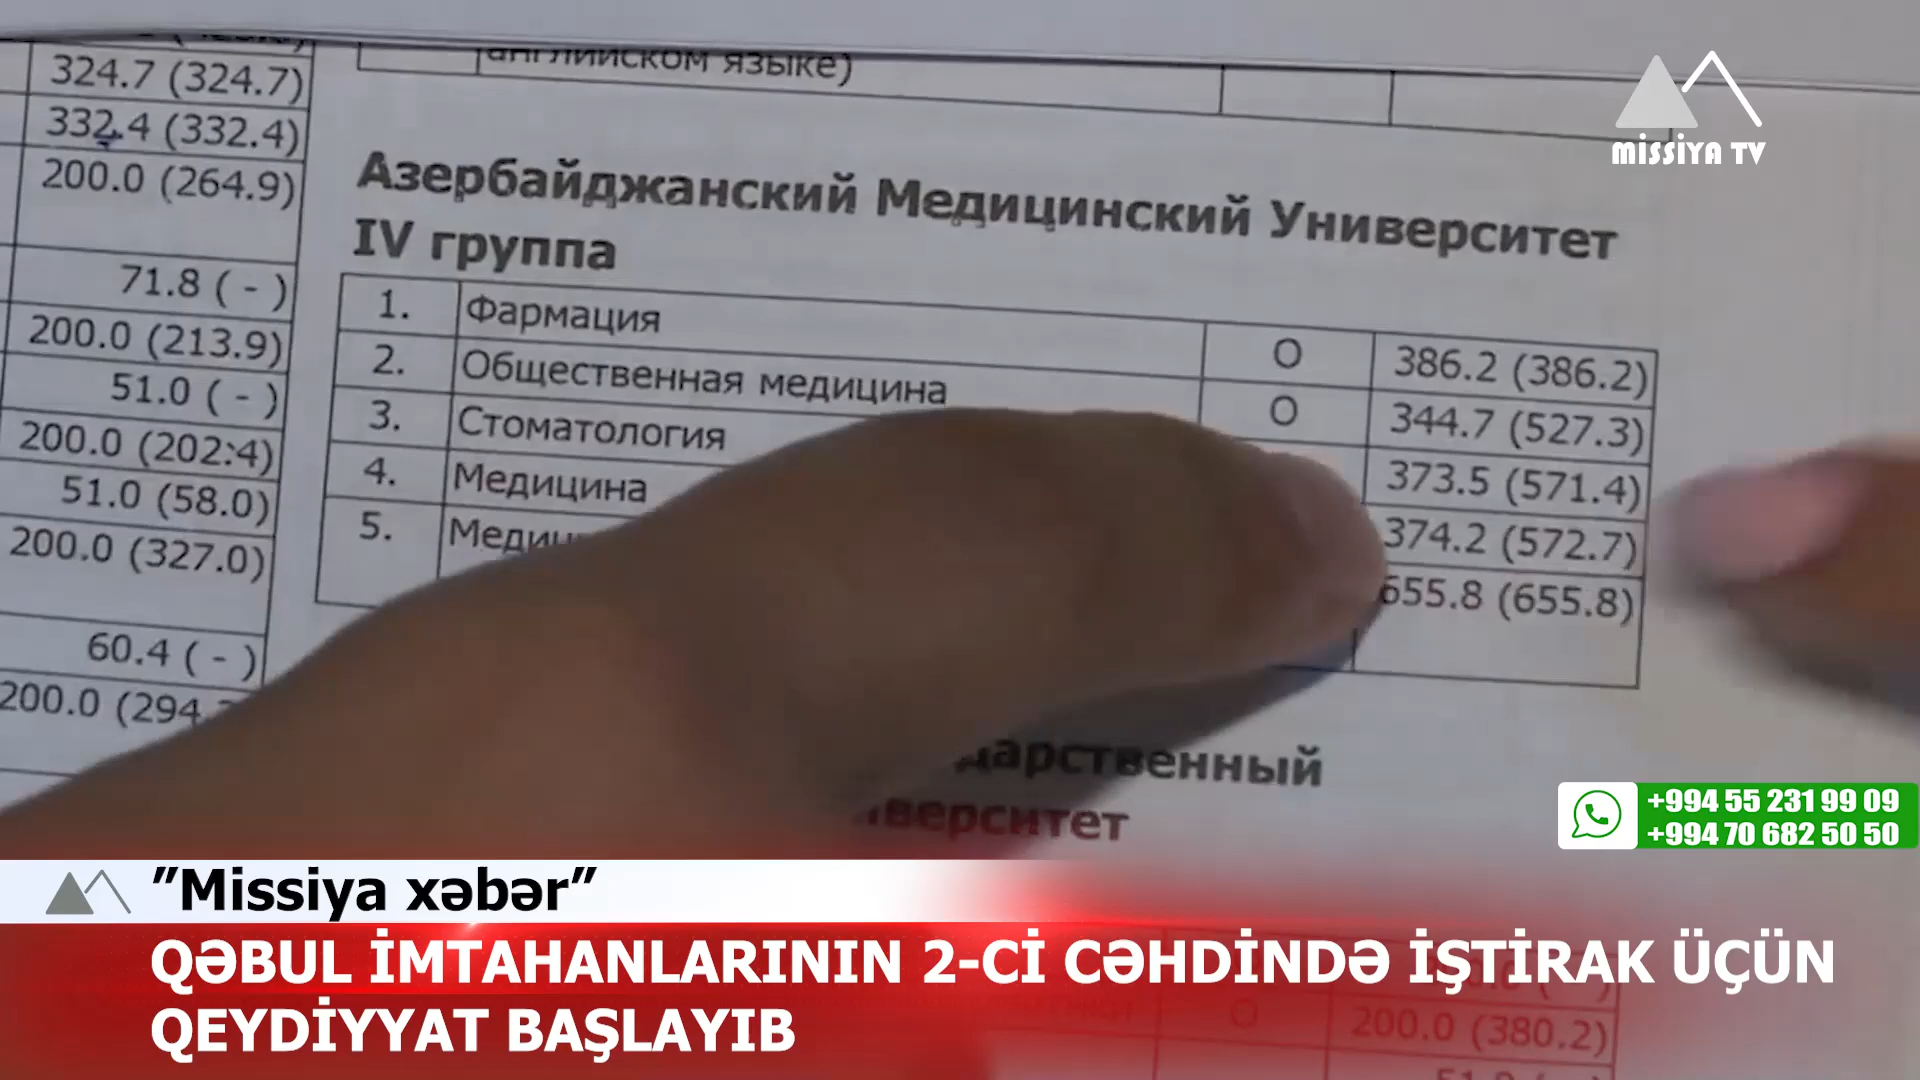 324.7 (324.7)
332.4 (332.4)
200.0 (264.9)
71.8 ( - )
200.0 (213.9)
51.0 ( - )
200.0 (202.4)
51.0 (58.0)
200.0 (327.0)
60.4 ( - )
200.0 (294.
английском языке)
Азербайджанский Медицинский Университет
IV группа
1. Фармация О 386.2 (386.2)
2. Общественная медицина О 344.7 (527.3)
3. Стоматология 373.5 (571.4)
4. Медицина 374.2 (572.7)
5. 655.8 (655.8)
MiSSiYA TV
+994 55 231 99 09
+994 70 682 50 50
”Missiya xəbər”
QƏBUL İMTAHANLARININ 2-Cİ CƏHDİNDƏ İŞTİRAK ÜÇÜN
QEYDİYYAT BAŞLAYIB
О 200.0 (380.2)